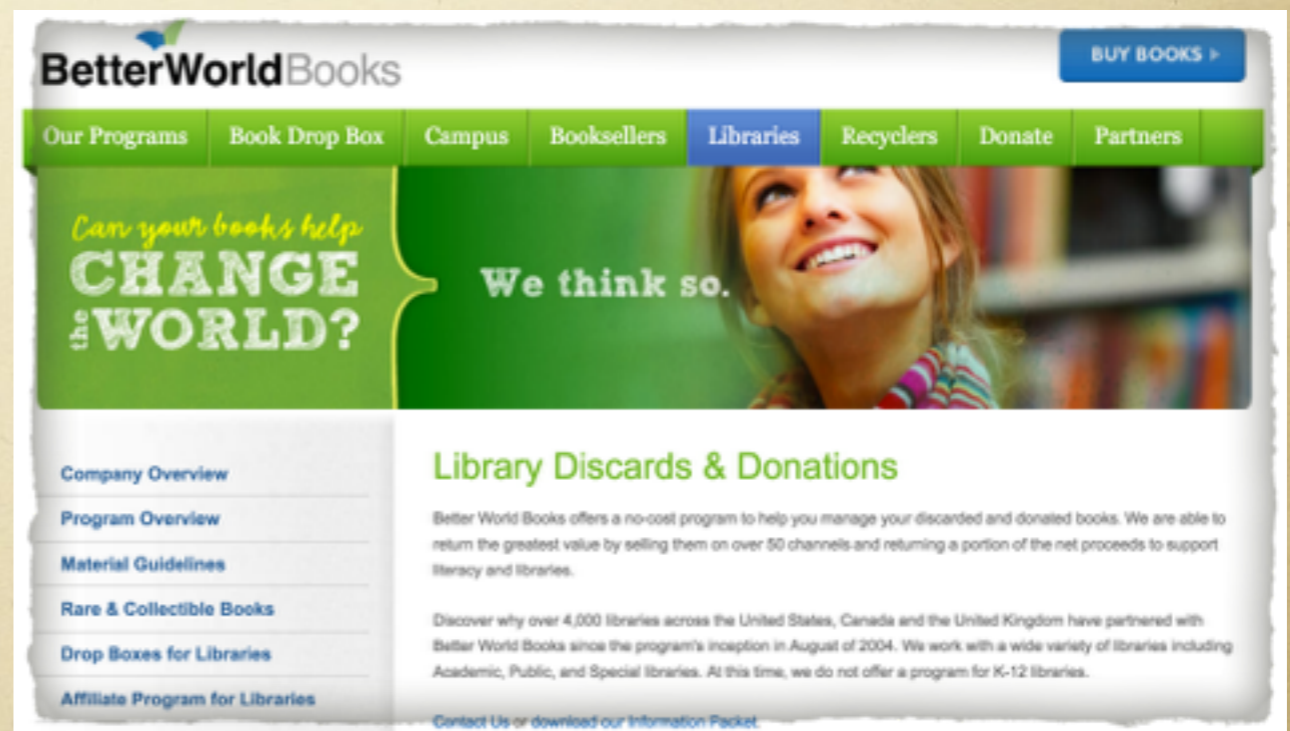 BetterWorldBooks
BUY BOOKS
Our Programs Book Drop Box Campus Booksellers Libraries Recyclers Donate Partners
Can your books help
CHANGE
the WORLD?
We think so.
Company Overview
Program Overview
Material Guidelines
Rare & Collectible Books
Drop Boxes for Libraries
Affiliate Program for Libraries
Library Discards & Donations
Better World Books offers a no-cost program to help you manage your discarded and donated books. We are able to
return the greatest value by selling them on over 50 channels and returning a portion of the net proceeds to support
literacy and libraries.
Discover why over 4,000 libraries across the United States, Canada and the United Kingdom have partnered with
Better World Books since the program's inception in August of 2004. We work with a wide variety of libraries including
Academic, Public, and Special libraries. At this time, we do not offer a program for K-12 libraries.
Contact Us or download our Information Packet.